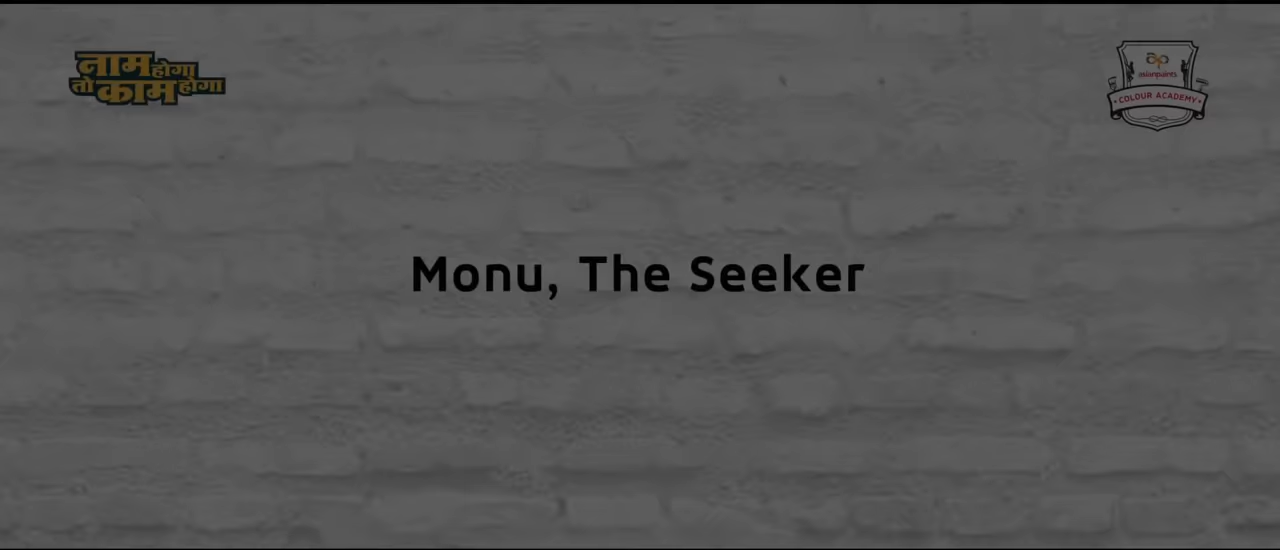 नाम होगा
तो काम होगा
asianpaints
COLOUR ACADEMY
Monu, The Seeker